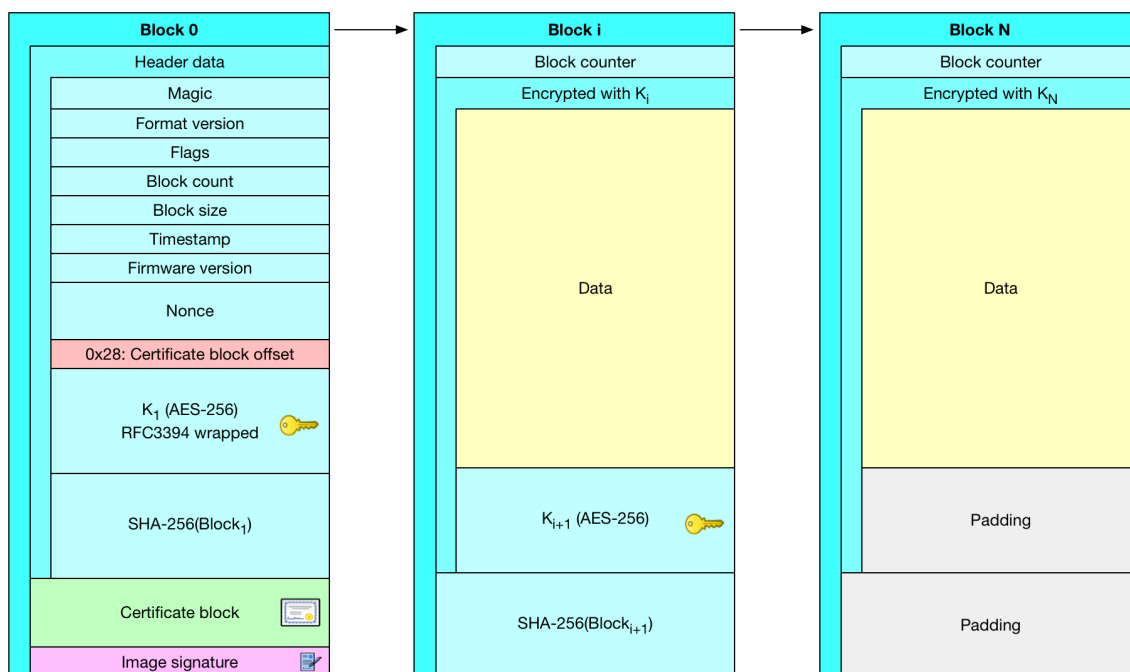 Block 0
Header data
Magic
Format version
Flags
Block count
Block size
Timestamp
Firmware version
Nonce
0x28: Certificate block offset
K1 (AES-256)
RFC3394 wrapped
SHA-256(Block1)
Certificate block
Image signature
Block i
Block counter
Encrypted with Ki
Data
Ki+1 (AES-256)
SHA-256(Blocki+1)
Block N
Block counter
Encrypted with KN
Data
Padding
Padding